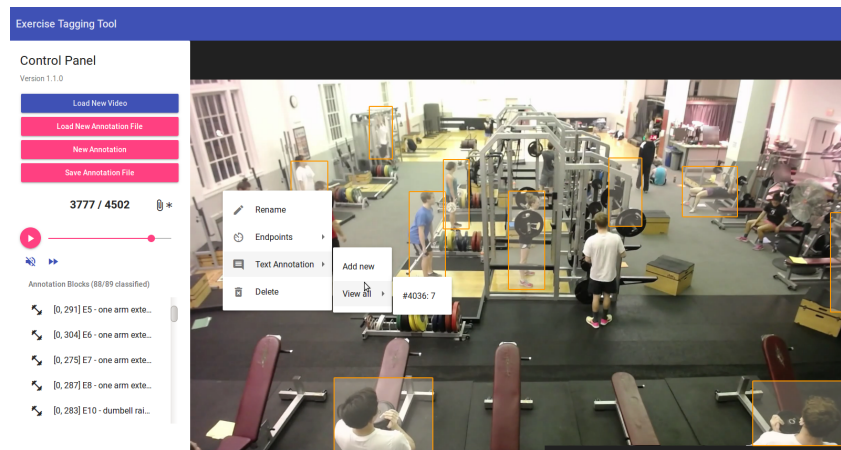 Exercise Tagging Tool
Control Panel
Version 1.1.0
Load New Video
Load New Annotation File
New Annotation
Save Annotation File
3777 / 4502
*
Annotation Blocks (88/89 classified)
[0, 291] E5 - one arm exte...
[0, 304] E6 - one arm exte...
[0, 275] E7 - one arm exte...
[0, 287] E8 - one arm exte...
[0, 283] E10 - dumbell rai...
Rename
Endpoints
Text Annotation
Delete
Add new
View all
#4036: 7